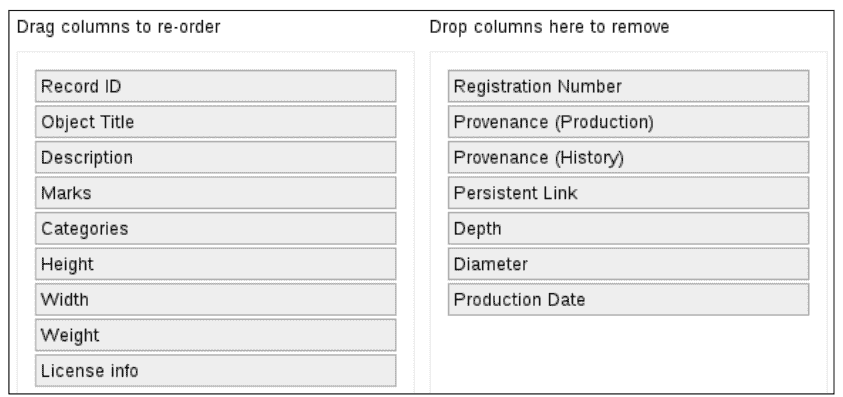 Drag columns to re-order
Record ID
Object Title
Description
Marks
Categories
Height
Width
Weight
License info
Drop columns here to remove
Registration Number
Provenance (Production)
Provenance (History)
Persistent Link
Depth
Diameter
Production Date